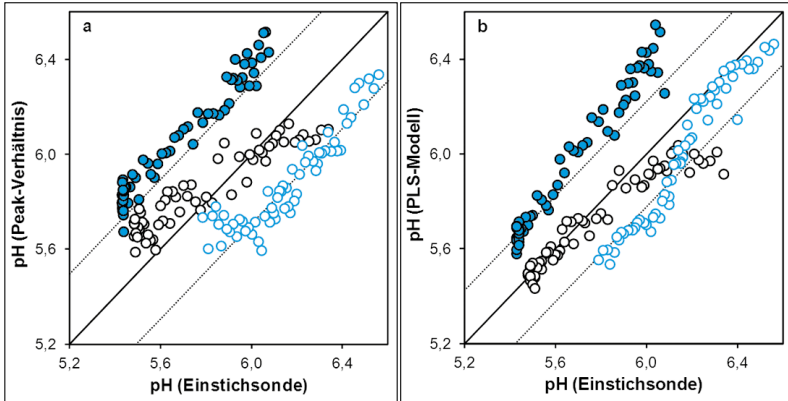 a
pH (Peak-Verhältnis)
6,4
6,0
5,6
5,2
5,2
5,6
6,0
6,4
pH (Einstichsonde)
b
pH (PLS-Modell)
6,4
6,0
5,6
5,2
5,2
5,6
6,0
6,4
pH (Einstichsonde)